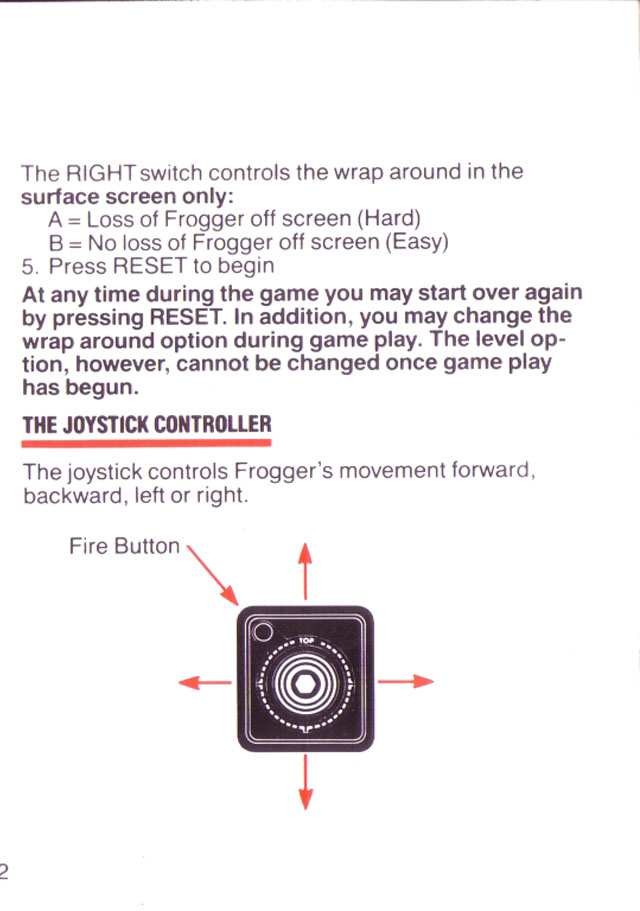 The RIGHT switch controls the wrap around in the
surface screen only:
A = Loss of Frogger off screen (Hard)
B = No loss of Frogger off screen (Easy)
5. Press RESET to begin
At any time during the game you may start over again
by pressing RESET. In addition, you may change the
wrap around option during game play. The level op-
tion, however, cannot be changed once game play
has begun.
THE JOYSTICK CONTROLLER
The joystick controls Frogger's movement forward,
backward, left or right.
Fire Button
TOP
2